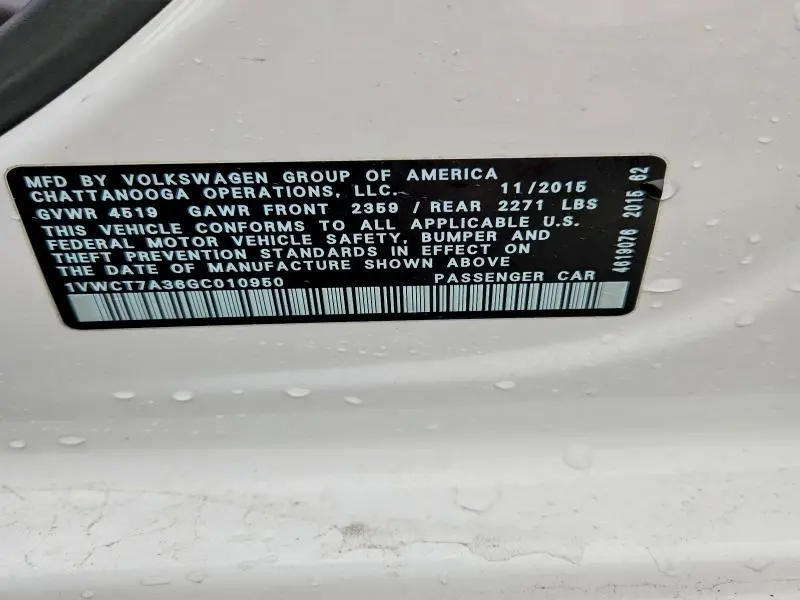 MFD BY VOLKSWAGEN GROUP OF AMERICA
CHATTANOOGA OPERATIONS, LLC. 11/2015
GVWR 4519 GAWR FRONT 2359 / REAR 2271 LBS
THIS VEHICLE CONFORMS TO ALL APPLICABLE U.S.
FEDERAL MOTOR VEHICLE SAFETY, BUMPER AND
THEFT PREVENTION STANDARDS IN EFFECT ON
THE DATE OF MANUFACTURE SHOWN ABOVE
1VWCT7A36GC010950 PASSENGER CAR
4619076 2015 62